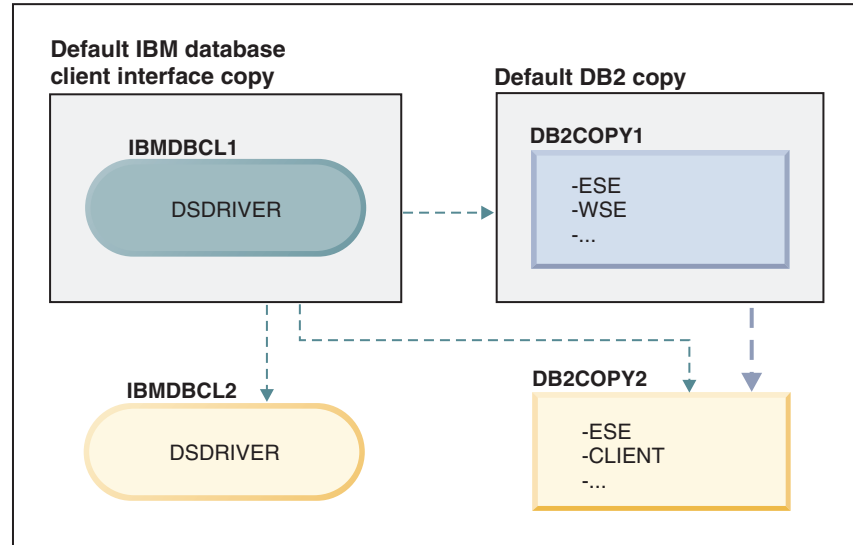 Default IBM database
client interface copy
IBMDBCL1
DSDRIVER
Default DB2 copy
DB2COPY1
-ESE
-WSE
-...
IBMDBCL2
DSDRIVER
DB2COPY2
-ESE
-CLIENT
-...